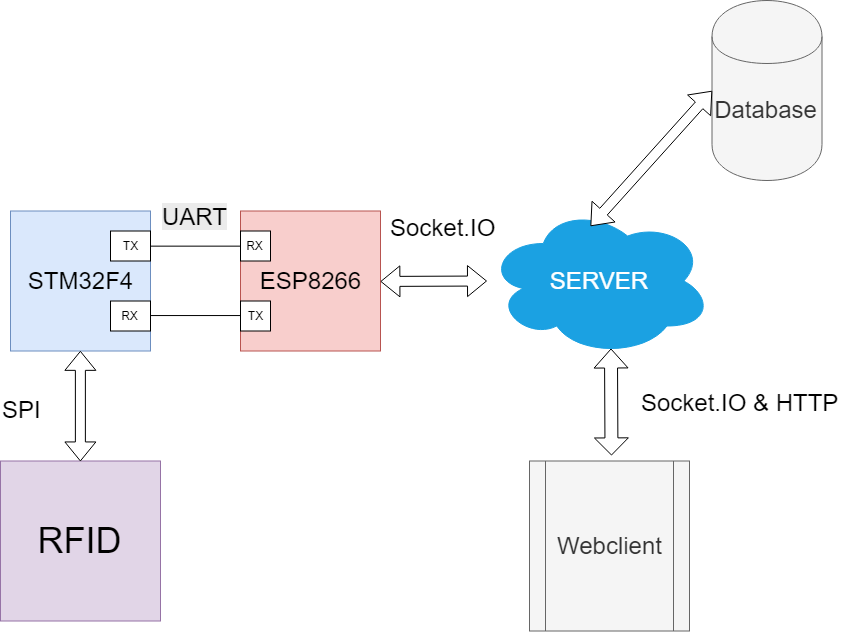 Database
UART
Socket.IO
TX
RX
STM32F4
ESP8266
SERVER
RX
TX
SPI
Socket.IO & HTTP
RFID
Webclient